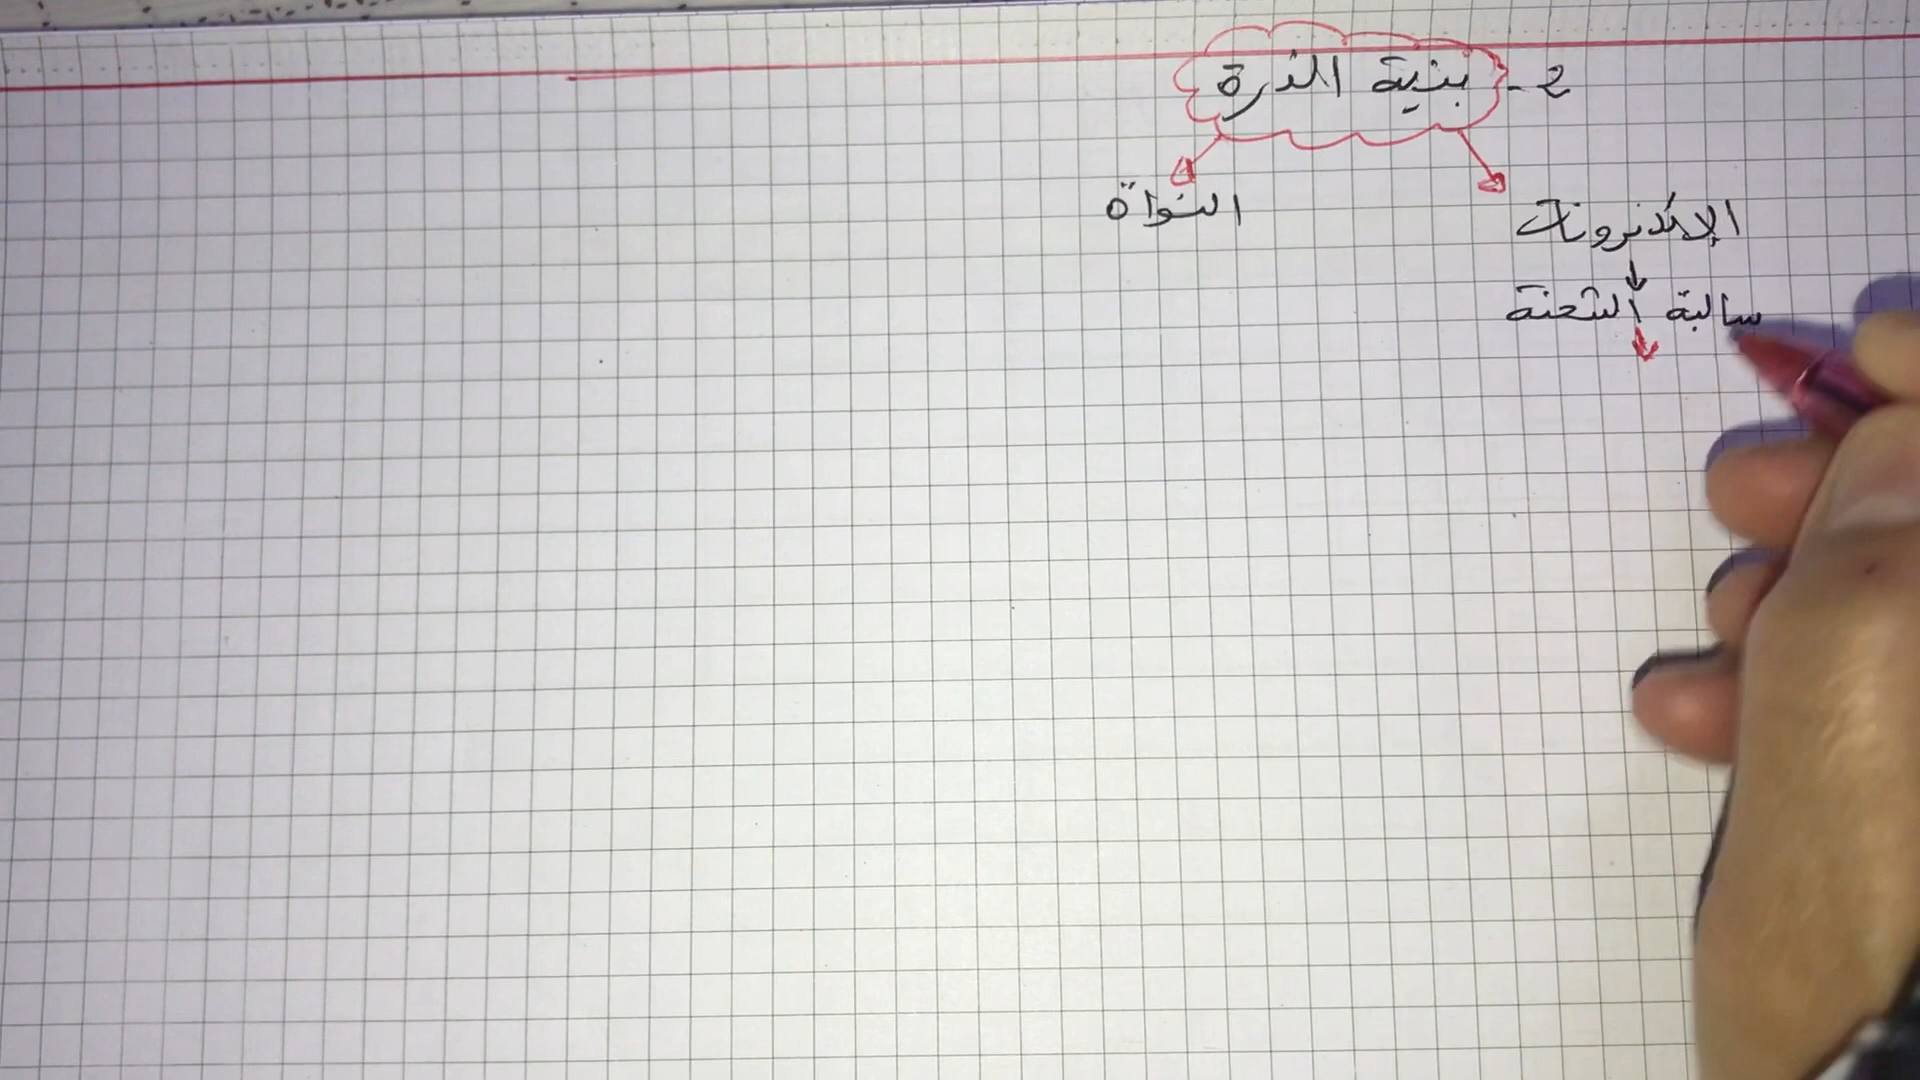 2 - بنية الذرة
الإلكترونات
النواة
سالبة الشحنة